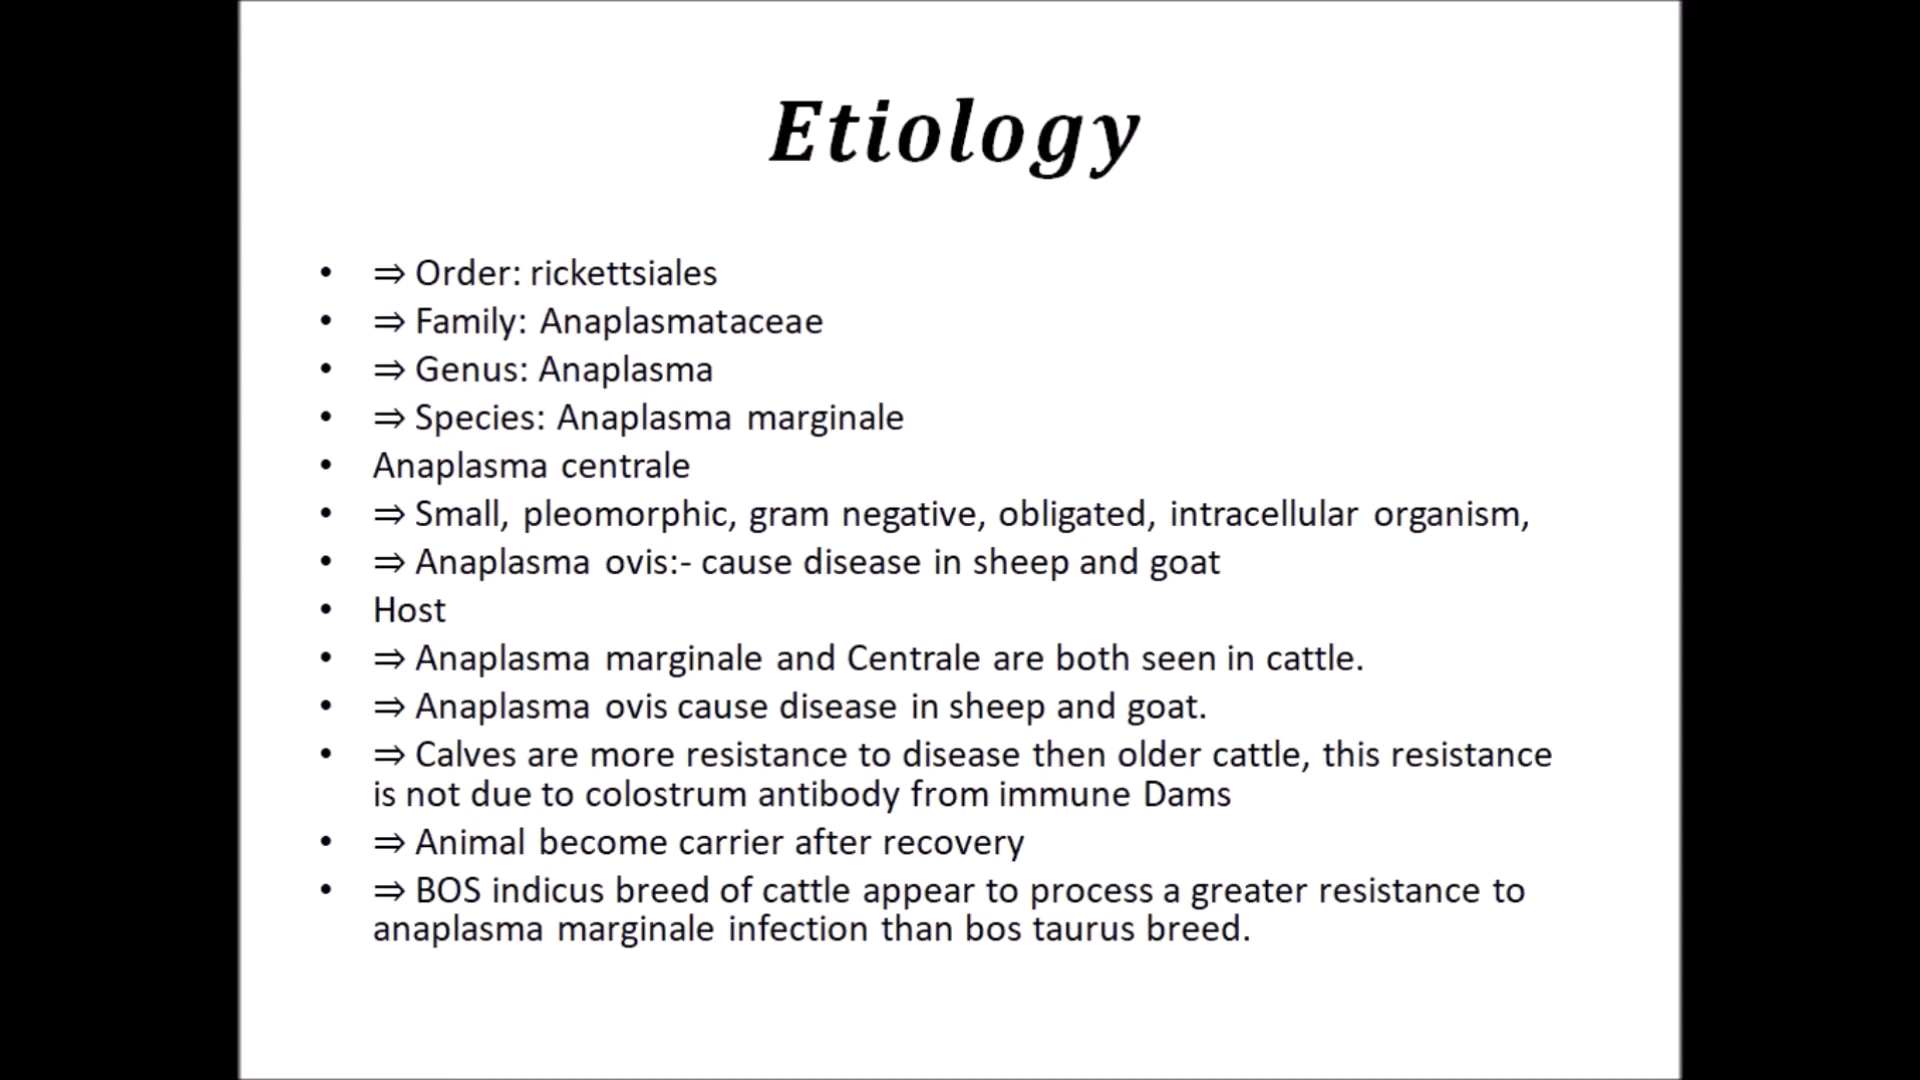 Etiology
• ⇒ Order: rickettsiales
• ⇒ Family: Anaplasmataceae
• ⇒ Genus: Anaplasma
• ⇒ Species: Anaplasma marginale
• Anaplasma centrale
• ⇒ Small, pleomorphic, gram negative, obligated, intracellular organism,
• ⇒ Anaplasma ovis:- cause disease in sheep and goat
• Host
• ⇒ Anaplasma marginale and Centrale are both seen in cattle.
• ⇒ Anaplasma ovis cause disease in sheep and goat.
• ⇒ Calves are more resistance to disease then older cattle, this resistance
is not due to colostrum antibody from immune Dams
• ⇒ Animal become carrier after recovery
• ⇒ BOS indicus breed of cattle appear to process a greater resistance to
anaplasma marginale infection than bos taurus breed.